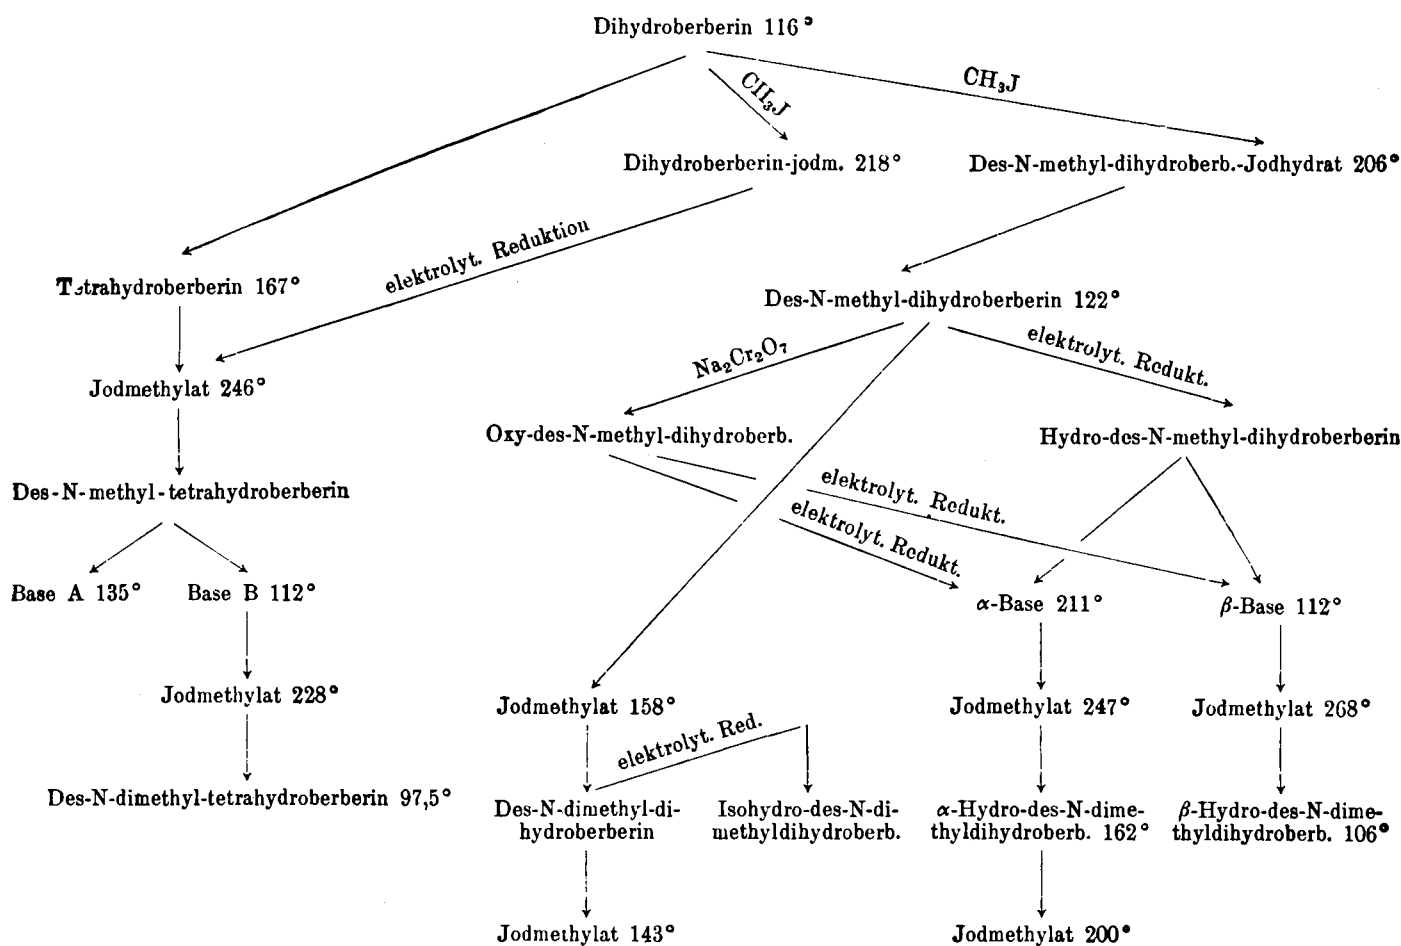 Dihydroberberin 116°
CH₃J
CH₃J
Dihydroberberin-jodm. 218°
Des-N-methyl-dihydroberb.-Jodhydrat 206°
elektrolyt. Reduktion
Tetrahydroberberin 167°
Des-N-methyl-dihydroberberin 122°
Na₂Cr₂O₇
elektrolyt. Redukt.
Jodmethylat 246°
Oxy-des-N-methyl-dihydroberb.
Hydro-des-N-methyl-dihydroberberin
Des-N-methyl-tetrahydroberberin
elektrolyt. Redukt.
elektrolyt. Redukt.
Base A 135°
Base B 112°
α-Base 211°
β-Base 112°
Jodmethylat 228°
Jodmethylat 158°
Jodmethylat 247°
Jodmethylat 268°
elektrolyt. Red.
Des-N-dimethyl-tetrahydroberberin 97,5°
Des-N-dimethyl-di-
hydroberberin
Isohydro-des-N-di-
methyldihydroberb.
α-Hydro-des-N-dime-
thyldihydroberb. 162°
β-Hydro-des-N-dime-
thyldihydroberb. 106°
Jodmethylat 143°
Jodmethylat 200°